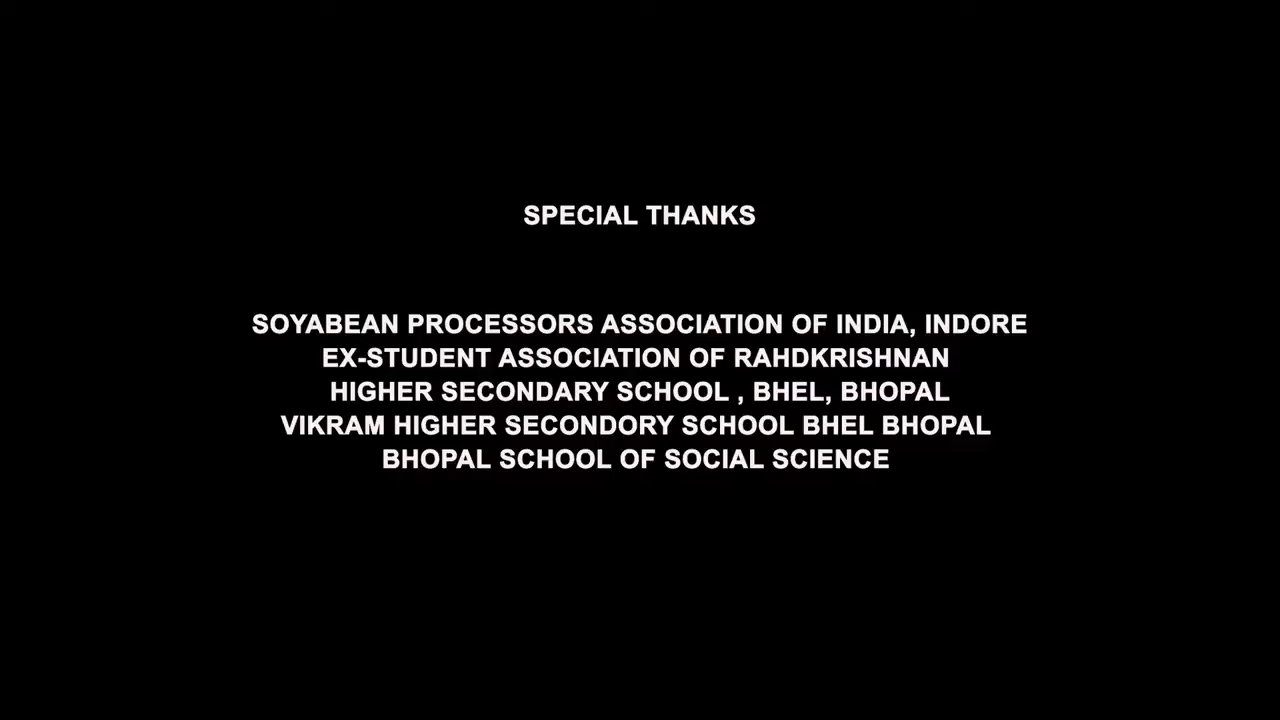 SPECIAL THANKS
SOYABEAN PROCESSORS ASSOCIATION OF INDIA, INDORE
EX-STUDENT ASSOCIATION OF RAHDKRISHNAN
HIGHER SECONDARY SCHOOL , BHEL, BHOPAL
VIKRAM HIGHER SECONDORY SCHOOL BHEL BHOPAL
BHOPAL SCHOOL OF SOCIAL SCIENCE